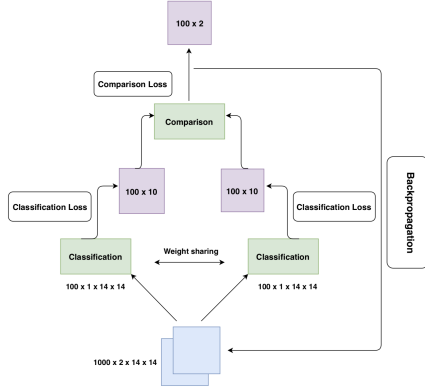 100 x 2
Comparison Loss
Comparison
100 x 10
100 x 10
Classification Loss
Classification Loss
Backpropagation
Weight sharing
Classification
Classification
100 x 1 x 14 x 14
100 x 1 x 14 x 14
1000 x 2 x 14 x 14